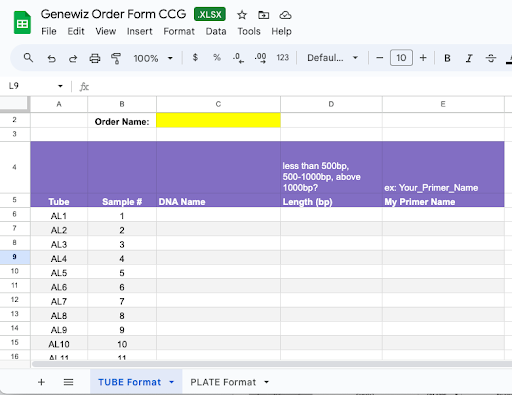 Genewiz Order Form CCG .XLSX
File Edit View Insert Format Data Tools Help
100% $ % .0 .00 123 Defaul... − 10 + B I
L9 fx
A B C D E
2 Order Name:
3
4 less than 500bp,
500-1000bp, above
1000bp? ex: Your_Primer_Name
5 Tube Sample # DNA Name Length (bp) My Primer Name
6 AL1 1
7 AL2 2
8 AL3 3
9 AL4 4
10 AL5 5
11 AL6 6
12 AL7 7
13 AL8 8
14 AL9 9
15 AL10 10
16 AL11 11
+ TUBE Format PLATE Format